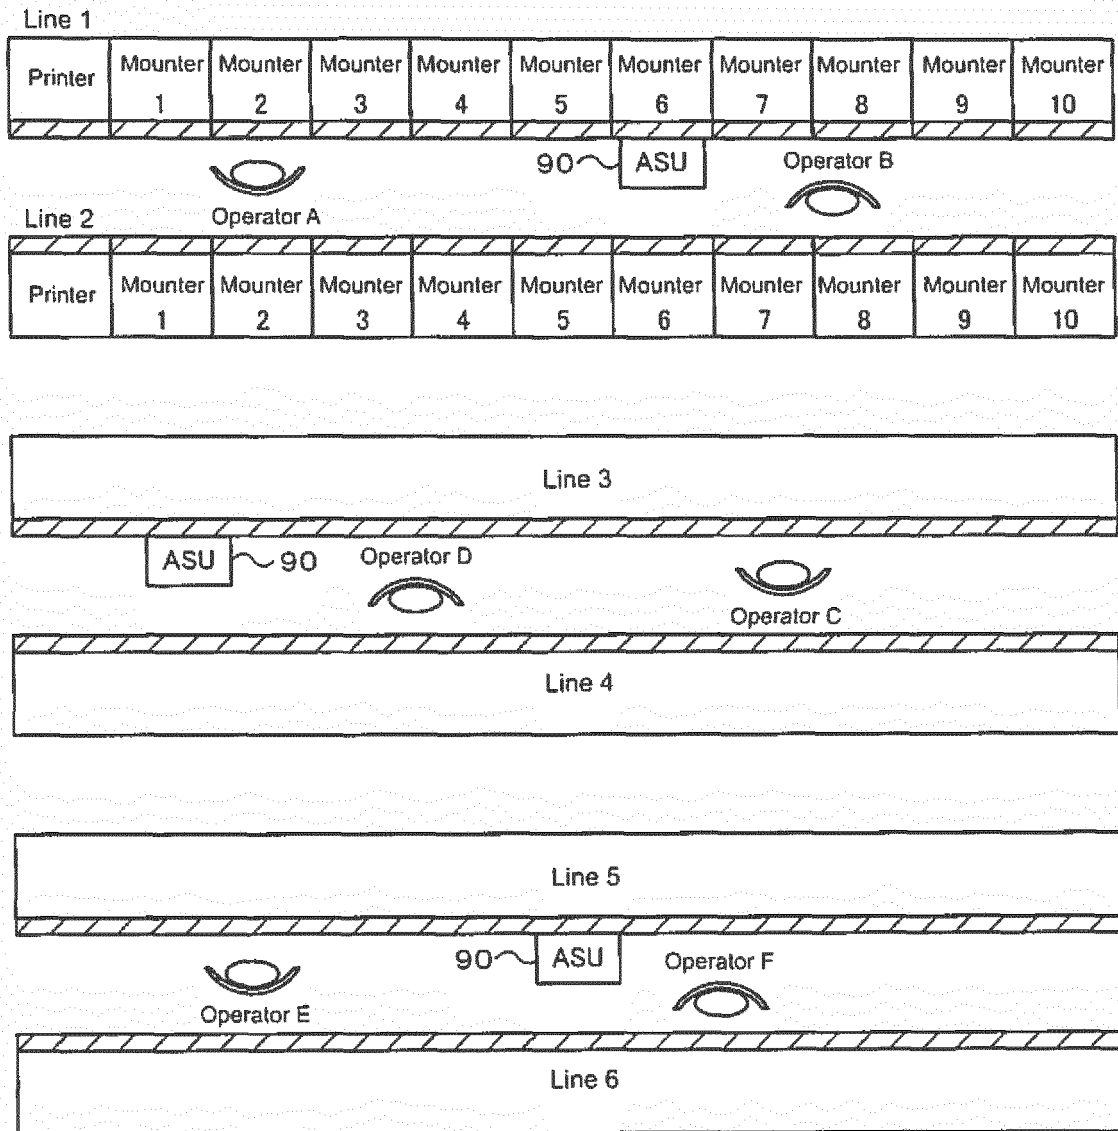 Line 1
Printer Mounter Mounter Mounter Mounter Mounter Mounter Mounter Mounter Mounter Mounter
1 2 3 4 5 6 7 8 9 10
90 ASU
Operator B
Operator A
Line 2
Printer Mounter Mounter Mounter Mounter Mounter Mounter Mounter Mounter Mounter Mounter
1 2 3 4 5 6 7 8 9 10
Line 3
ASU 90 Operator D
Operator C
Line 4
Line 5
90 ASU Operator F
Operator E
Line 6